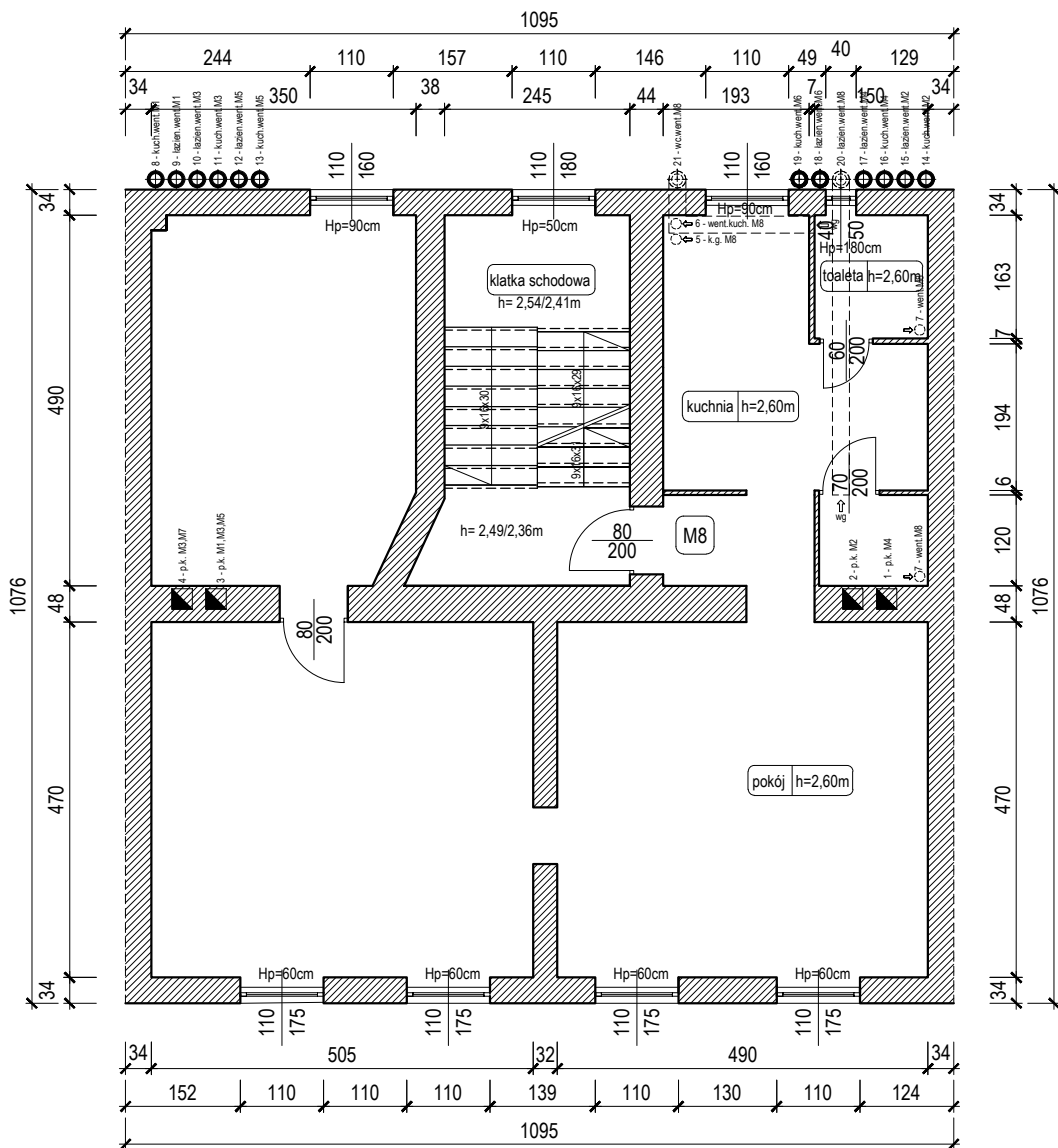 1095
244 110 157 110 146 110 49 40 129
34 350 38 245 44 193 7 150 34
8 - kuch.went.
9 - łazien.went.M1
10 - łazien.went.M3
11 - kuch.went.M3
12 - łazien.went.M5
13 - kuch.went.M5
21 - wc.went.M8
19 - kuch.went.M6
18 - łazien.went.M6
20 - łazien.went.M8
17 - łazien.went.
16 - kuch.went.
15 - łazien.went.M2
14 - kuch.went.M2
110 160
110 180
110 160
40 50
Hp=90cm
Hp=50cm
Hp=90cm
Hp=180cm
wg
6 - went.kuch. M8
5 - k.g. M8
klatka schodowa
h= 2,54/2,41m
toaleta h=2,60m
7 - went.M8
60 200
9x16x30
9x16x29
9x16x3
kuchnia h=2,60m
70 200
wg
h= 2,49/2,36m
80 200
M8
4 - p.k. M3,M7
3 - p.k. M1,M3,M5
2 - p.k. M2
1 - p.k. M4
7 - went.M8
80 200
pokój h=2,60m
34
490
48
470
34
1076
34
163
7
194
6
120
48
470
34
1076
Hp=60cm
Hp=60cm
Hp=60cm
Hp=60cm
110 175
110 175
110 175
110 175
34 505 32 490 34
152 110 110 110 139 110 130 110 124
1095